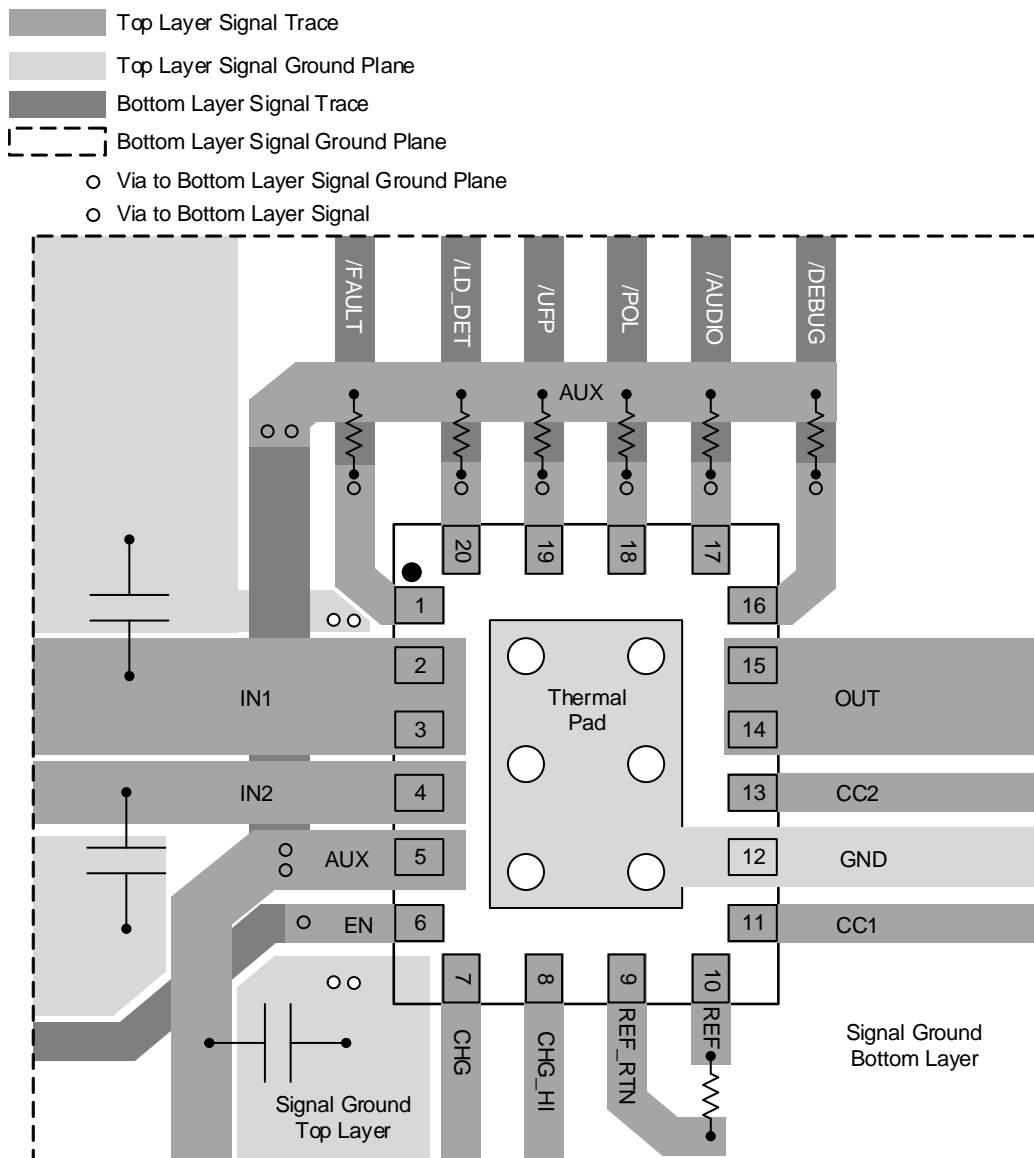 Top Layer Signal Trace
Top Layer Signal Ground Plane
Bottom Layer Signal Trace
Bottom Layer Signal Ground Plane
Via to Bottom Layer Signal Ground Plane
Via to Bottom Layer Signal
/FAULT
/LD_DET
/UFP
/POL
/AUDIO
/DEBUG
AUX
20
19
18
17
1
16
2
15
Thermal
Pad
IN1
OUT
3
14
IN2
4
13
CC2
AUX
5
12
GND
EN
6
11
CC1
7
8
9
10
CHG
CHG_HI
REF_RTN
REF
Signal Ground
Bottom Layer
Signal Ground
Top Layer